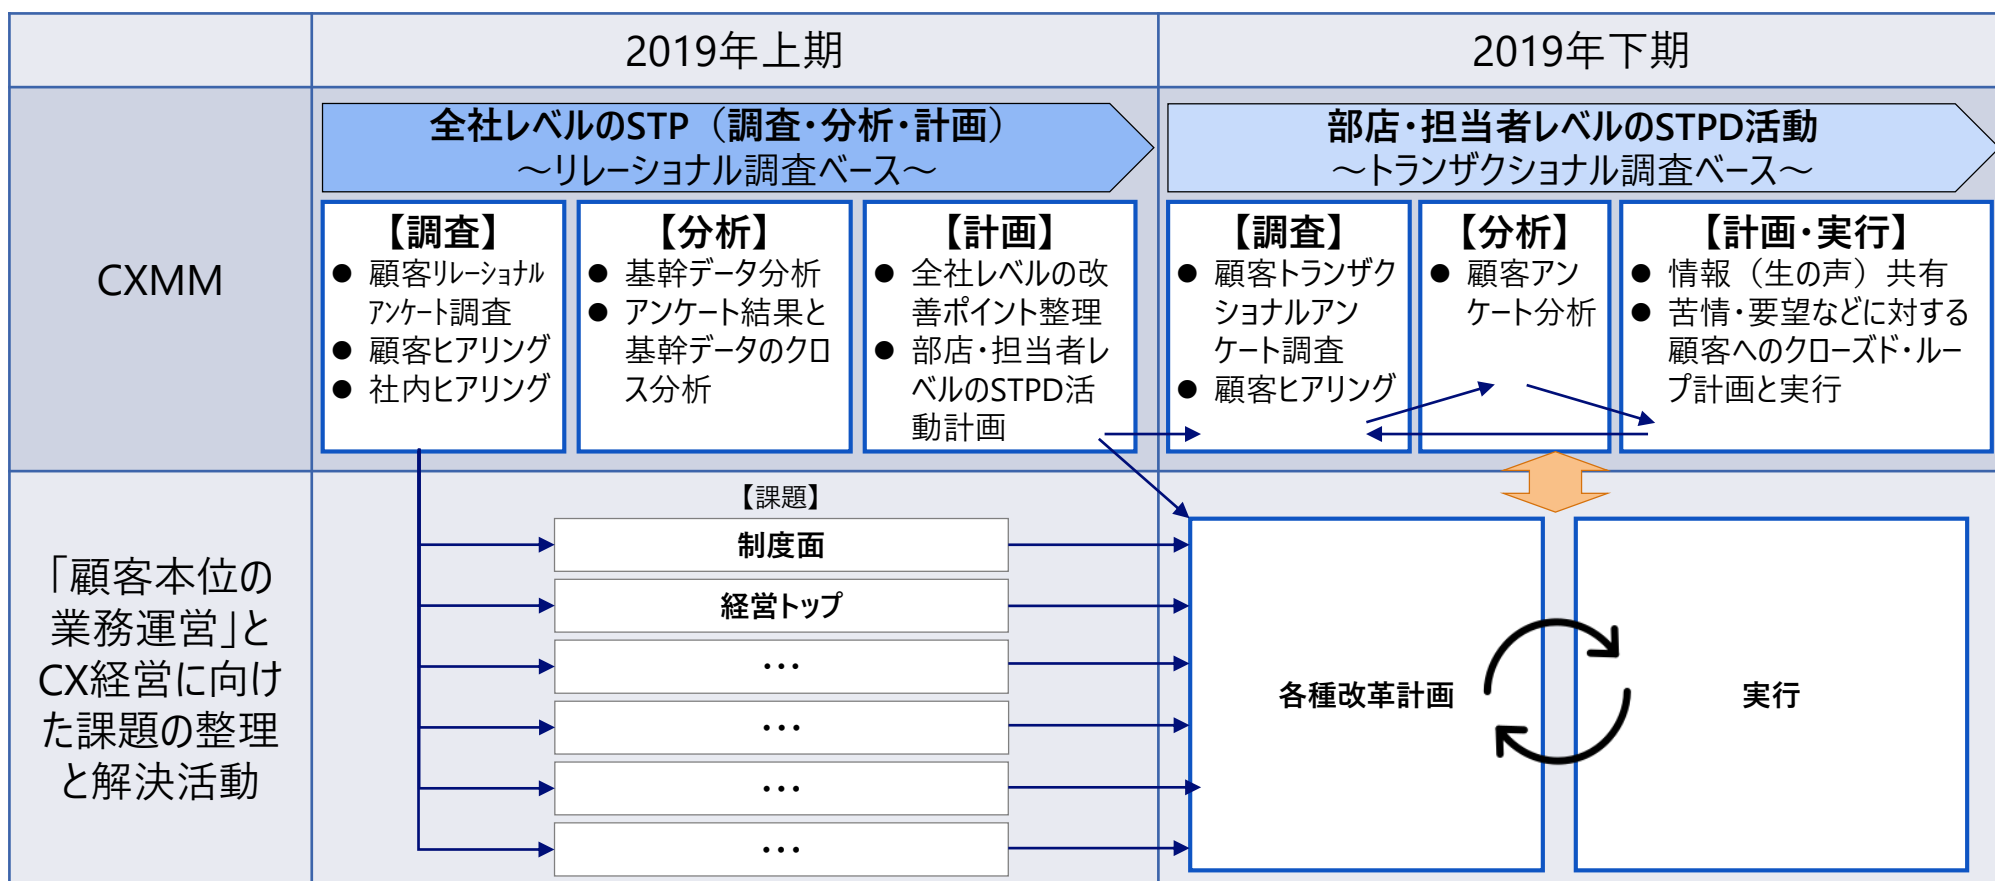 2019年上期
2019年下期
CXMM
全社レベルのSTP（調査・分析・計画）
～リレーショナル調査ベース～
部店・担当者レベルのSTPD活動
～トランザクショナル調査ベース～
【調査】
● 顧客リレーショナル
アンケート調査
● 顧客ヒアリング
● 社内ヒアリング
【分析】
● 基幹データ分析
● アンケート結果と
基幹データのクロ
ス分析
【計画】
● 全社レベルの改
善ポイント整理
● 部店・担当者レ
ベルのSTPD活
動計画
【調査】
● 顧客トランザク
ショナルアン
ケート調査
● 顧客ヒアリング
【分析】
● 顧客アン
ケート分析
【計画・実行】
● 情報（生の声）共有
● 苦情・要望などに対する
顧客へのクローズド・ルー
プ計画と実行
「顧客本位の
業務運営」と
CX経営に向け
た課題の整理
と解決活動
【課題】
制度面
経営トップ
…
…
…
…
各種改革計画
実行